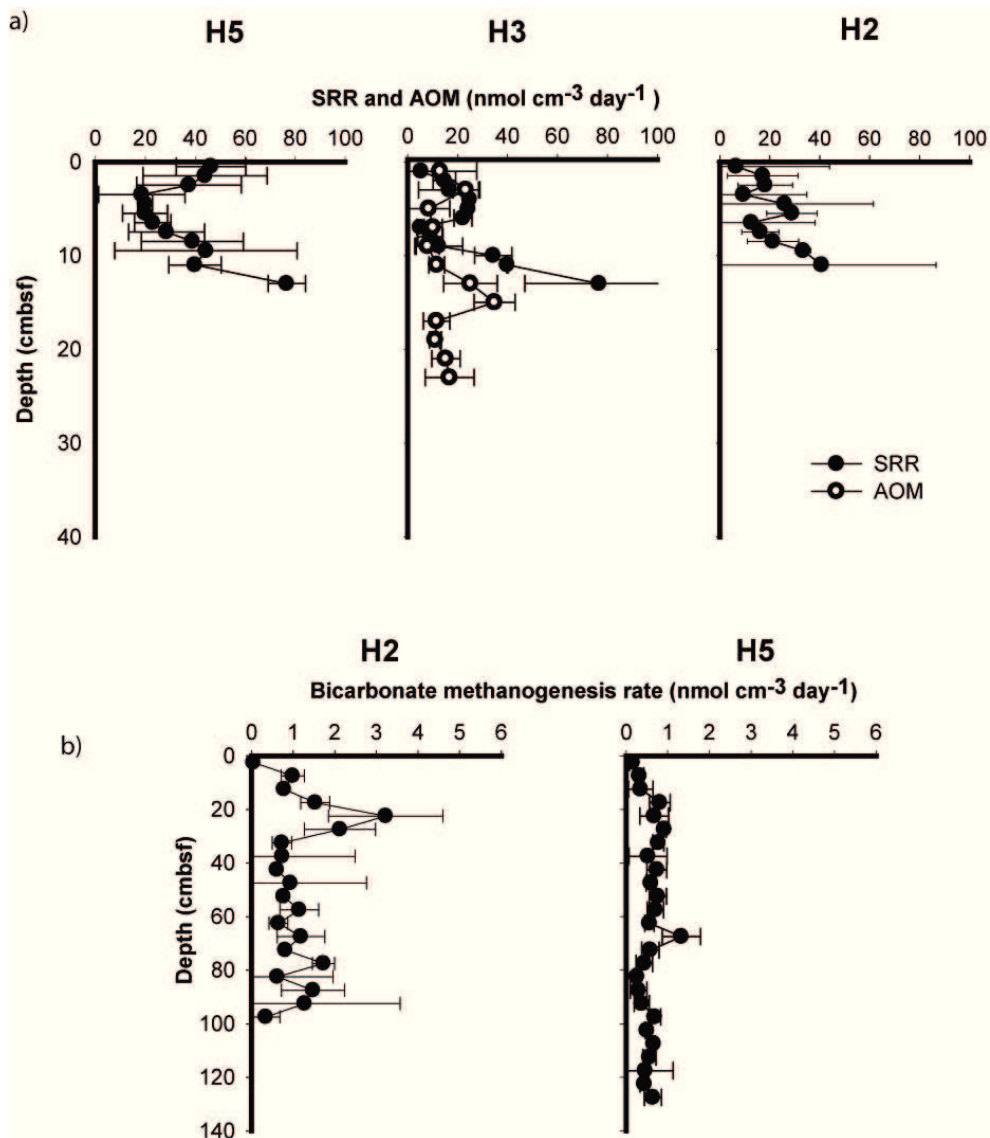 a)
H5 H3 H2
SRR and AOM (nmol cm-3 day-1 )
0 20 40 60 80 100 0 20 40 60 80 100 0 20 40 60 80 100
0
10
20
30
40
Depth (cmbsf)
SRR
AOM
b)
H2 H5
Bicarbonate methanogenesis rate (nmol cm-3 day-1)
0 1 2 3 4 5 6 0 1 2 3 4 5 6
0
20
40
60
80
100
120
140
Depth (cmbsf)